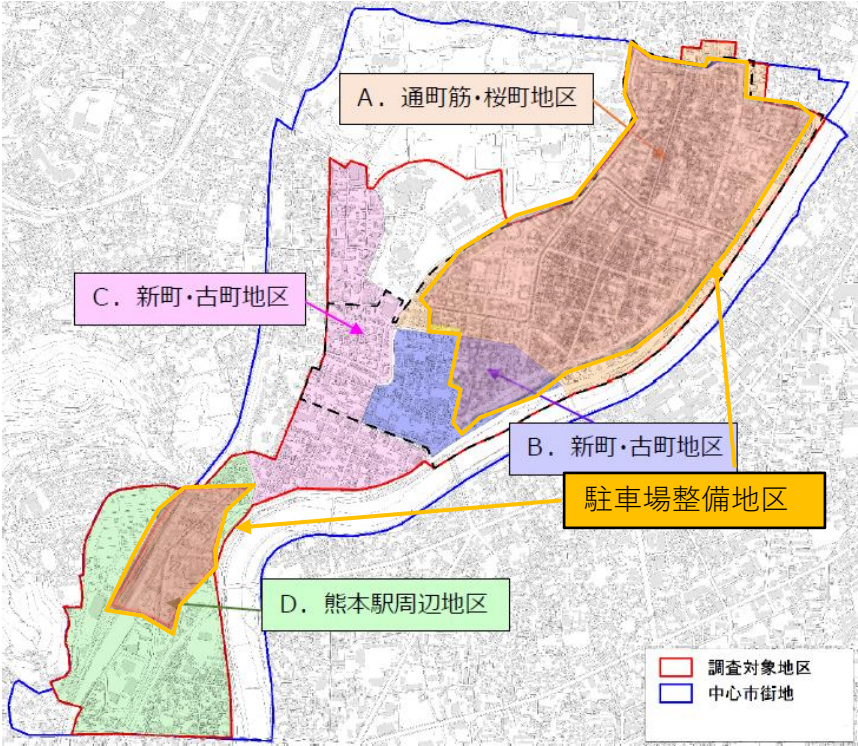 A．通町筋・桜町地区
C．新町・古町地区
B．新町・古町地区
駐車場整備地区
D．熊本駅周辺地区
調査対象地区
中心市街地